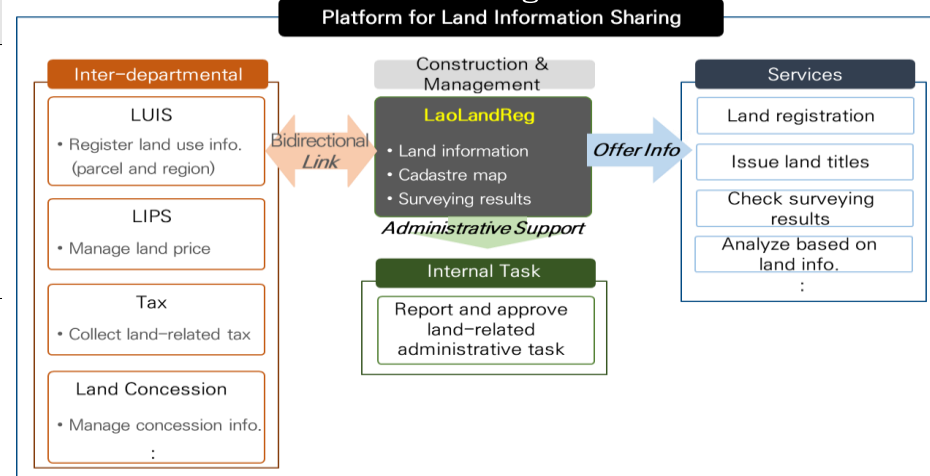 Platform for Land Information Sharing
Inter-departmental
LUIS
• Register land use info.
(parcel and region)
LIPS
• Manage land price
Tax
• Collect land-related tax
Land Concession
• Manage concession info.
:
Bidirectional
Link
Construction &
Management
LaoLandReg
• Land information
• Cadastre map
• Surveying results
Administrative Support
Internal Task
Report and approve
land-related
administrative task
Offer Info
Services
Land registration
Issue land titles
Check surveying
results
Analyze based on
land info.
: